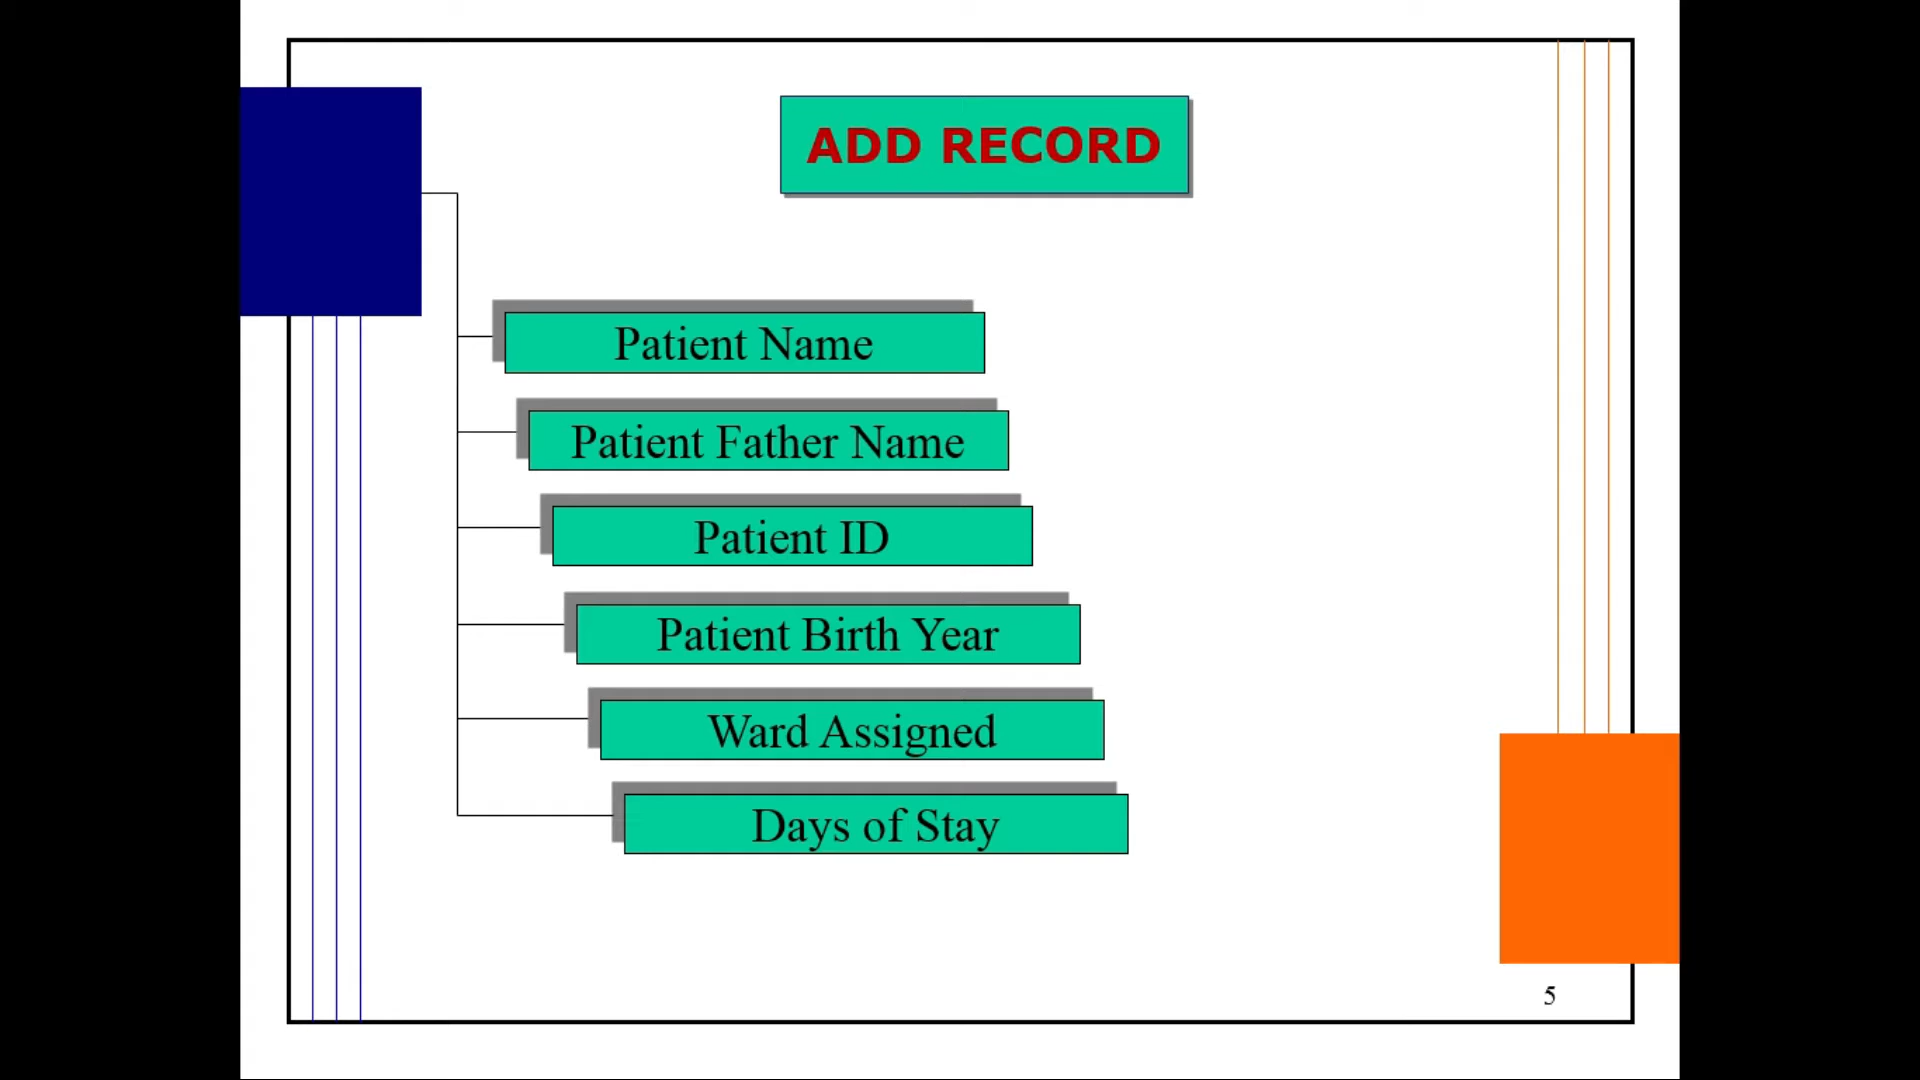 ADD RECORD
Patient Name
Patient Father Name
Patient ID
Patient Birth Year
Ward Assigned
Days of Stay
5